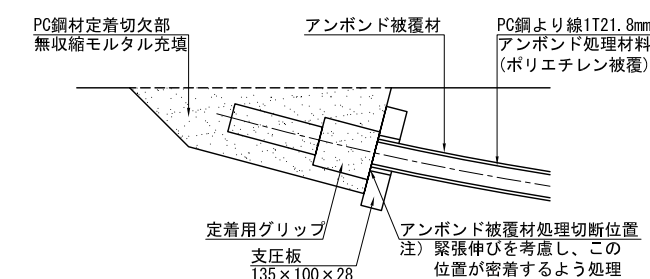 PC鋼材定着切欠部
無収縮モルタル充填
アンボンド被覆材
PC鋼より線1T21.8mm
アンボンド処理材料
(ポリエチレン被覆)
定着用グリップ
支圧板
135×100×28
アンボンド被覆材処理切断位置
注) 緊張伸びを考慮し、この
位置が密着するよう処理